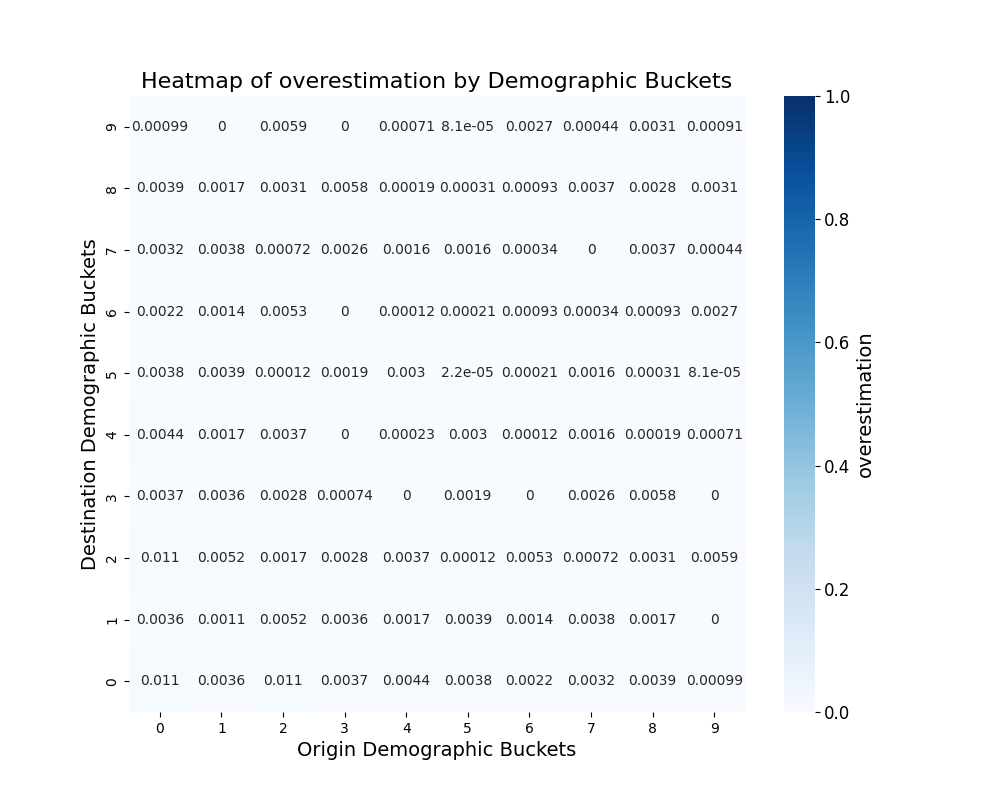 Heatmap of overestimation by Demographic Buckets
9 0.00099 0 0.0059 0 0.00071 8.1e-05 0.0027 0.00044 0.0031 0.00091
8 0.0039 0.0017 0.0031 0.0058 0.00019 0.00031 0.00093 0.0037 0.0028 0.0031
7 0.0032 0.0038 0.00072 0.0026 0.0016 0.0016 0.00034 0 0.0037 0.00044
6 0.0022 0.0014 0.0053 0 0.00012 0.00021 0.00093 0.00034 0.00093 0.0027
5 0.0038 0.0039 0.00012 0.0019 0.003 2.2e-05 0.00021 0.0016 0.00031 8.1e-05
4 0.0044 0.0017 0.0037 0 0.00023 0.003 0.00012 0.0016 0.00019 0.00071
3 0.0037 0.0036 0.0028 0.00074 0 0.0019 0 0.0026 0.0058 0
2 0.011 0.0052 0.0017 0.0028 0.0037 0.00012 0.0053 0.00072 0.0031 0.0059
1 0.0036 0.0011 0.0052 0.0036 0.0017 0.0039 0.0014 0.0038 0.0017 0
0 0.011 0.0036 0.011 0.0037 0.0044 0.0038 0.0022 0.0032 0.0039 0.00099
0 1 2 3 4 5 6 7 8 9
Origin Demographic Buckets
Destination Demographic Buckets
1.0
0.8
0.6
0.4
0.2
0.0
overestimation